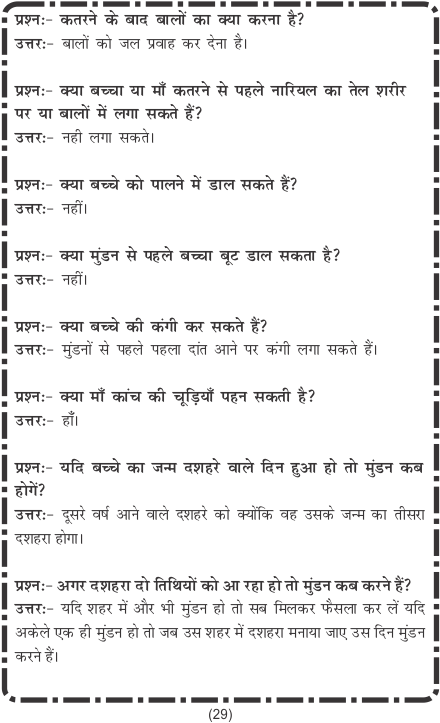 प्रश्न:- कतरने के बाद बालों का क्या करना है?
उत्तर:- बालों को जल प्रवाह कर देना है।
प्रश्न:- क्या बच्चा या माँ कतरने से पहले नारियल का तेल शरीर
पर या बालों में लगा सकते हैं?
उत्तर:- नही लगा सकते।
प्रश्न:- क्या बच्चे को पालने में डाल सकते हैं?
उत्तर:- नहीं।
प्रश्न:- क्या मुंडन से पहले बच्चा बूट डाल सकता है?
उत्तर:- नहीं।
प्रश्न:- क्या बच्चे की कंगी कर सकते हैं?
उत्तर:- मुंडनों से पहले पहला दांत आने पर कंगी लगा सकते हैं।
प्रश्न:- क्या माँ कांच की चूड़ियाँ पहन सकती है?
उत्तर:- हाँ।
प्रश्न:- यदि बच्चे का जन्म दशहरे वाले दिन हुआ हो तो मुंडन कब
होगें?
उत्तर:- दूसरे वर्ष आने वाले दशहरे को क्योंकि वह उसके जन्म का तीसरा
दशहरा होगा।
प्रश्न:- अगर दशहरा दो तिथियों को आ रहा हो तो मुंडन कब करने हैं?
उत्तर:- यदि शहर में और भी मुंडन हो तो सब मिलकर फैसला कर लें यदि
अकेले एक ही मुंडन हो तो जब उस शहर में दशहरा मनाया जाए उस दिन मुंडन
करने हैं।
(29)